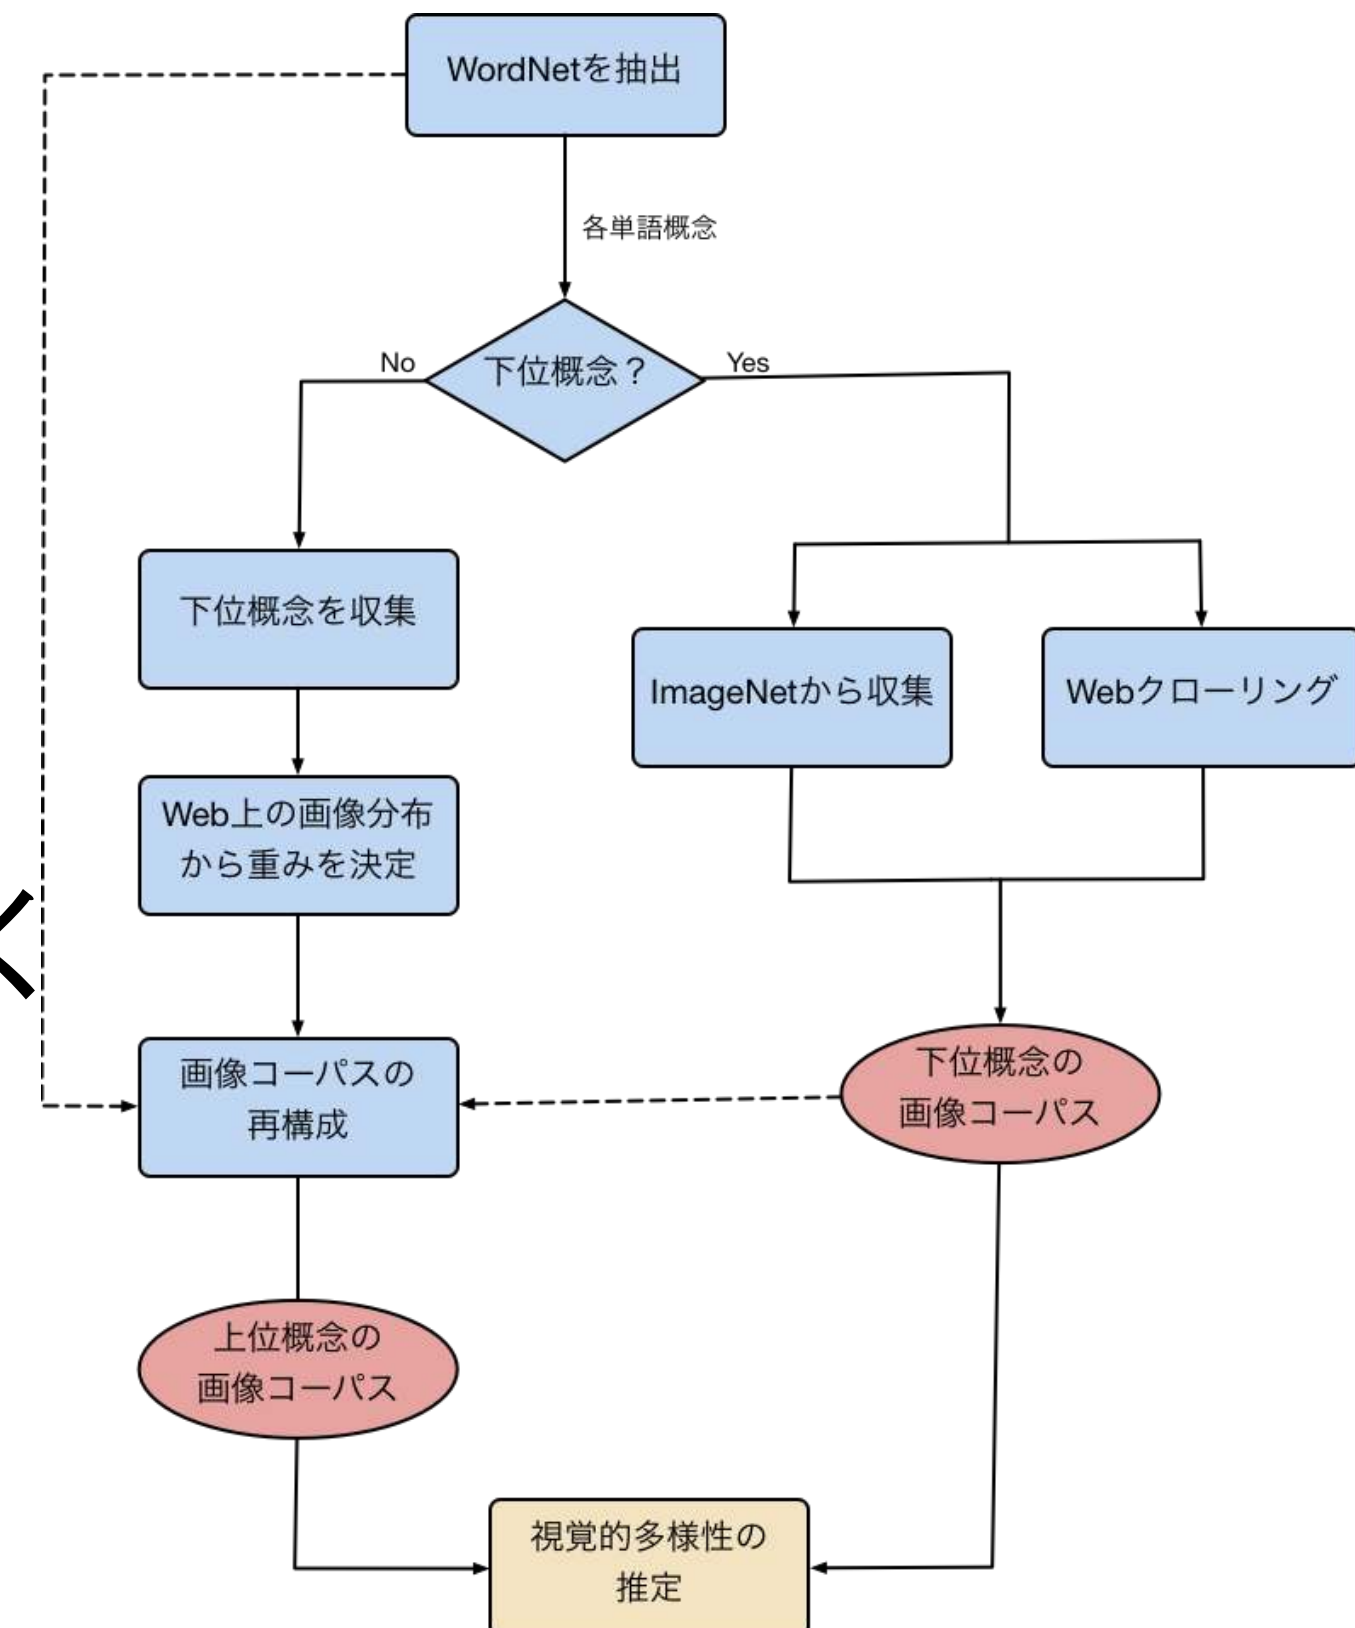 WordNetを抽出
各単語概念
No
下位概念？
Yes
下位概念を収集
ImageNetから収集
Webクローリング
Web上の画像分布
から重みを決定
く
画像コーパスの
再構成
下位概念の
画像コーパス
上位概念の
画像コーパス
視覚的多様性の
推定